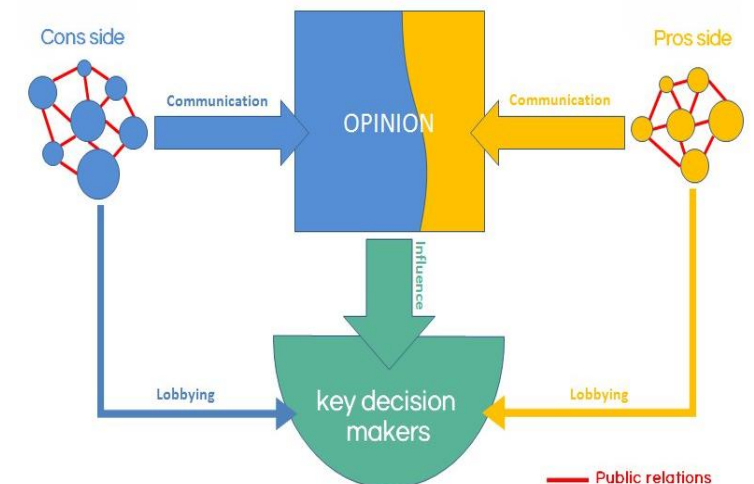 Cons side
Pros side
Communication
Communication
OPINION
Influence
Lobbying
Lobbying
key decision
makers
Public relations